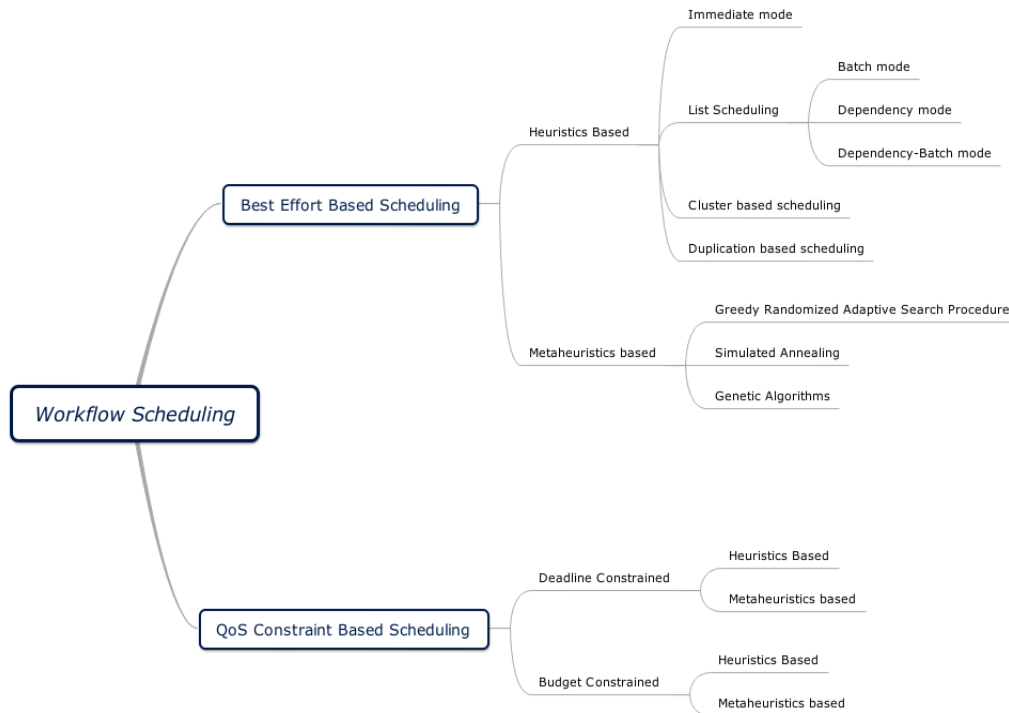 Immediate mode
Batch mode
List Scheduling
Dependency mode
Heuristics Based
Dependency-Batch mode
Best Effort Based Scheduling
Cluster based scheduling
Duplication based scheduling
Greedy Randomized Adaptive Search Procedure
Metaheuristics based
Simulated Annealing
Genetic Algorithms
Workflow Scheduling
Heuristics Based
Deadline Constrained
Metaheuristics based
QoS Constraint Based Scheduling
Heuristics Based
Budget Constrained
Metaheuristics based